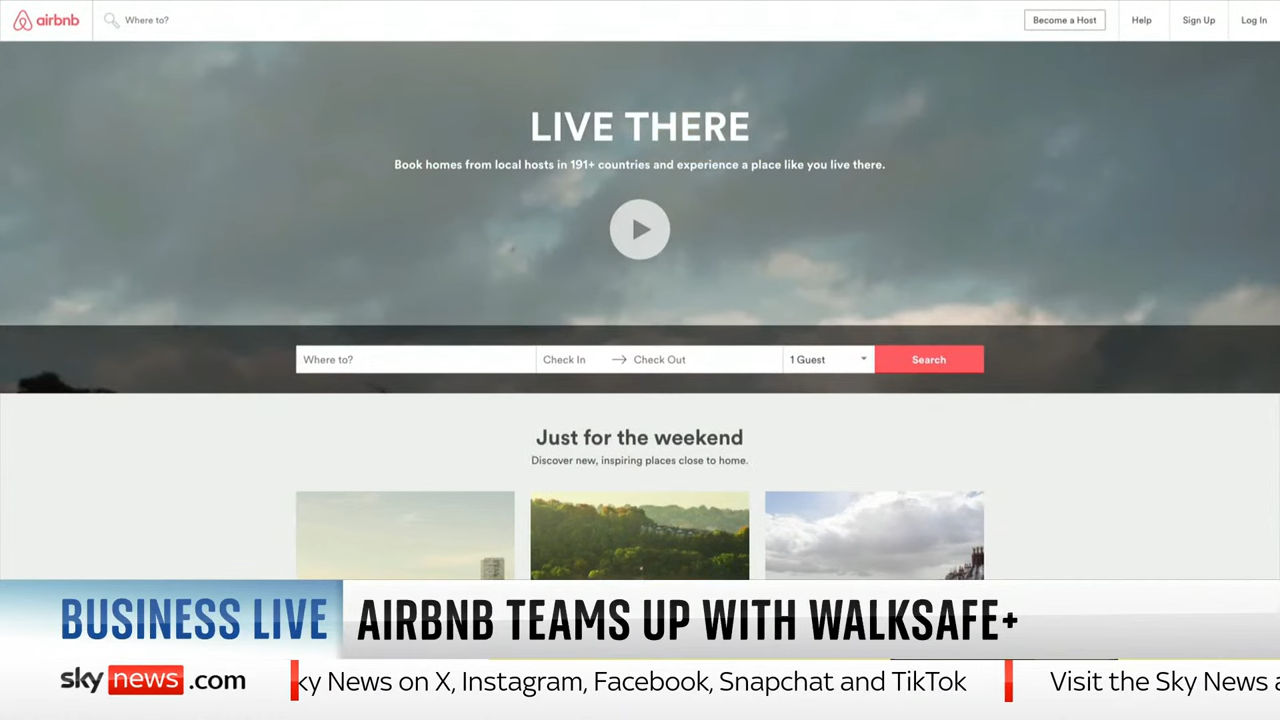 airbnb
Where to?
Become a Host
Help
Sign Up
Log In
LIVE THERE
Book homes from local hosts in 191+ countries and experience a place like you live there.
Where to?
Check In → Check Out
1 Guest
Search
Just for the weekend
Discover new, inspiring places close to home.
BUSINESS LIVE
AIRBNB TEAMS UP WITH WALKSAFE+
sky news .com
ky News on X, Instagram, Facebook, Snapchat and TikTok
Visit the Sky News a